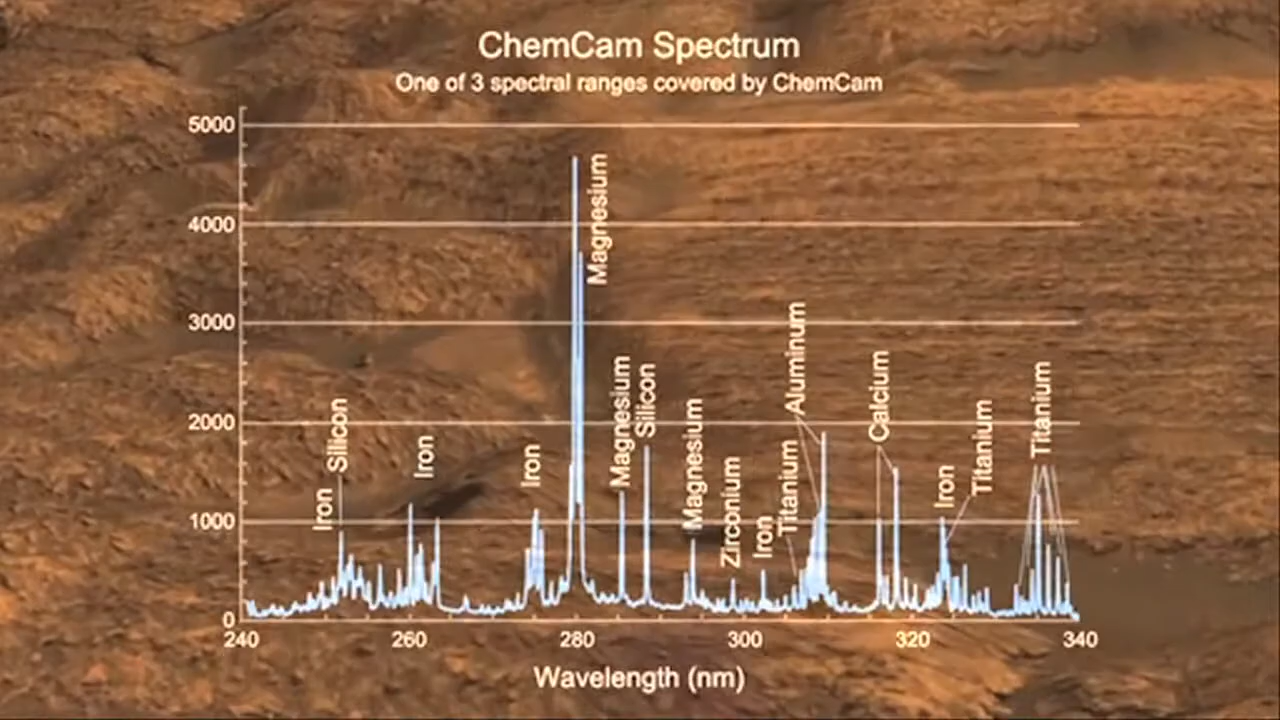 ChemCam Spectrum
One of 3 spectral ranges covered by ChemCam
5000
4000
3000
2000
1000
0
Iron
Silicon
Iron
Iron
Magnesium
Magnesium
Silicon
Magnesium
Zirconium
Iron
Titanium
Aluminum
Calcium
Iron
Titanium
Titanium
240 260 280 300 320 340
Wavelength (nm)